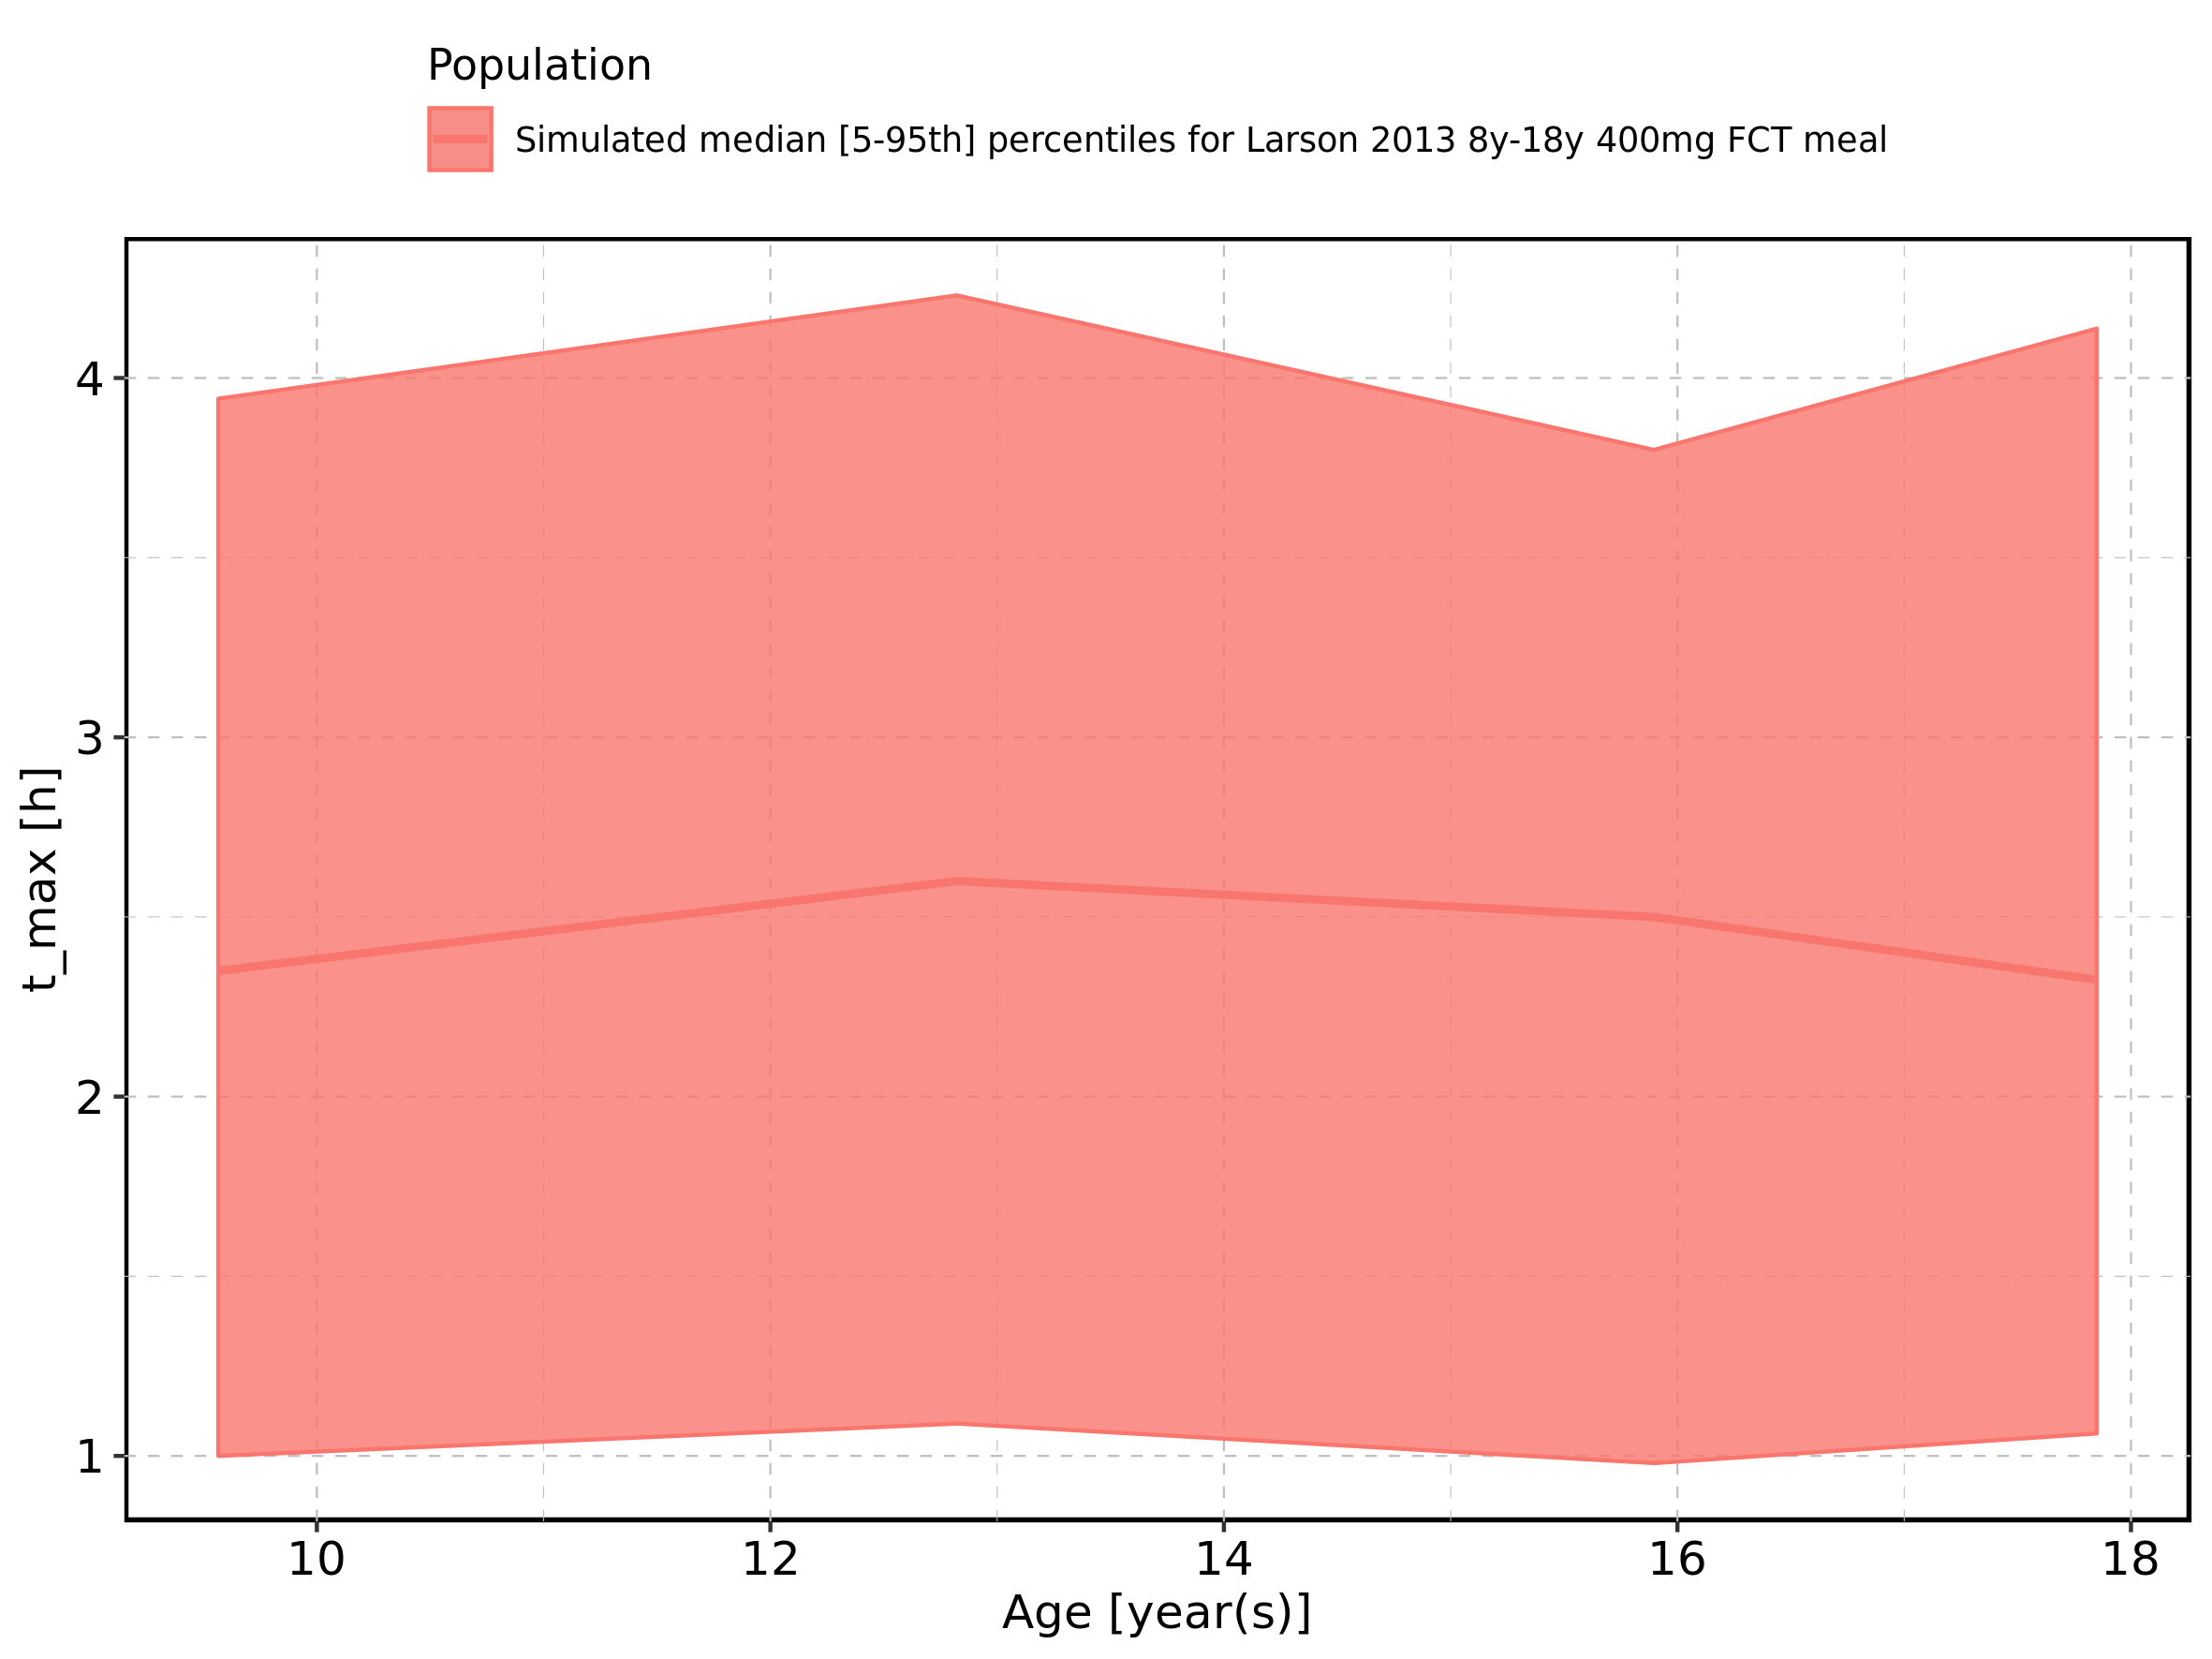 Population
Simulated median [5-95th] percentiles for Larson 2013 8y-18y 400mg FCT meal
t_max [h]
4
3
2
1
10 12 14 16 18
Age [year(s)]